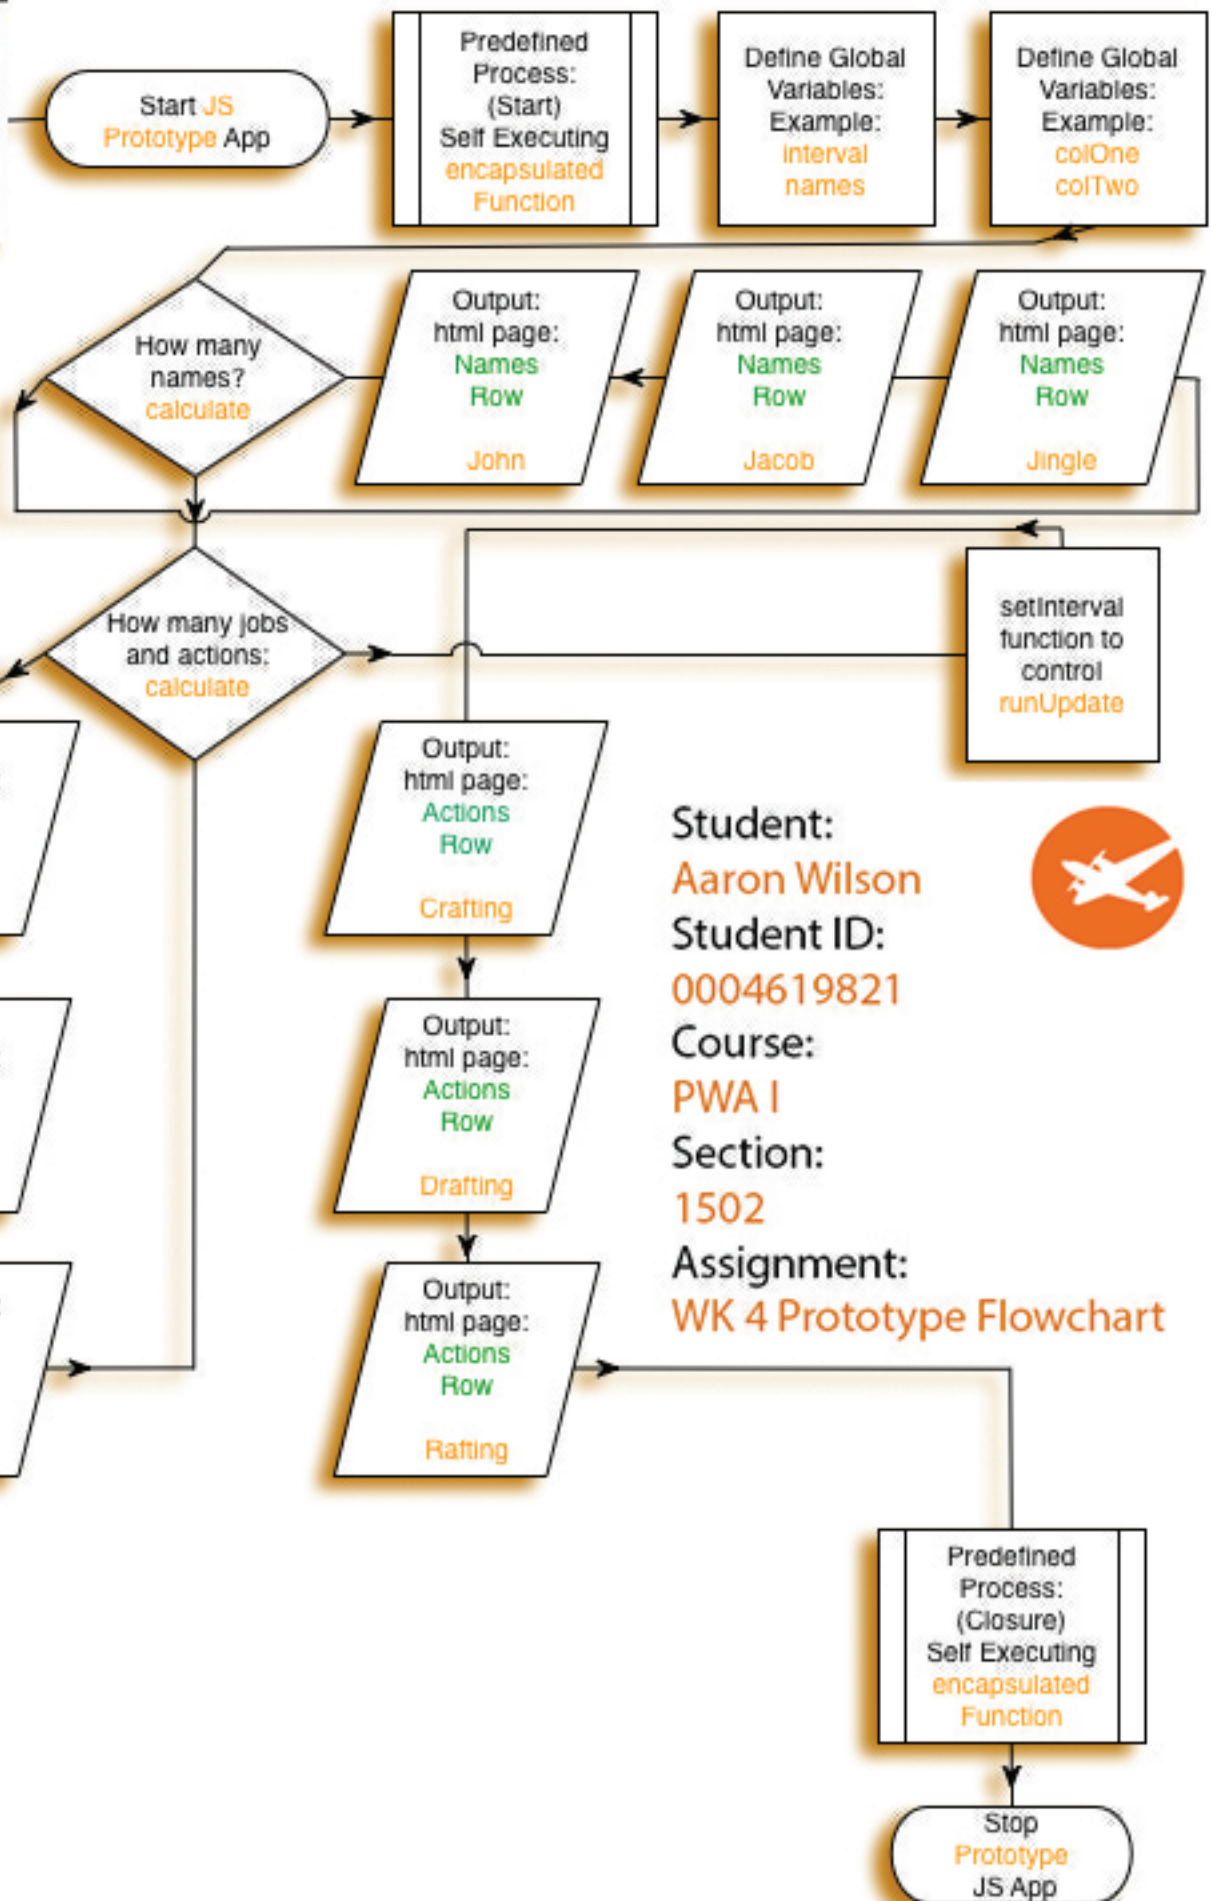 Start JS
Prototype App
Predefined
Process:
(Start)
Self Executing
encapsulated
Function
Define Global
Variables:
Example:
interval
names
Define Global
Variables:
Example:
colOne
colTwo
How many
names?
calculate
Output:
html page:
Names
Row
John
Output:
html page:
Names
Row
Jacob
Output:
html page:
Names
Row
Jingle
How many jobs
and actions:
calculate
setInterval
function to
control
runUpdate
Output:
html page:
Actions
Row
Crafting
Output:
html page:
Actions
Row
Drafting
Output:
html page:
Actions
Row
Rafting
Student:
Aaron Wilson
Student ID:
0004619821
Course:
PWA I
Section:
1502
Assignment:
WK 4 Prototype Flowchart
Predefined
Process:
(Closure)
Self Executing
encapsulated
Function
Stop
Prototype
JS App